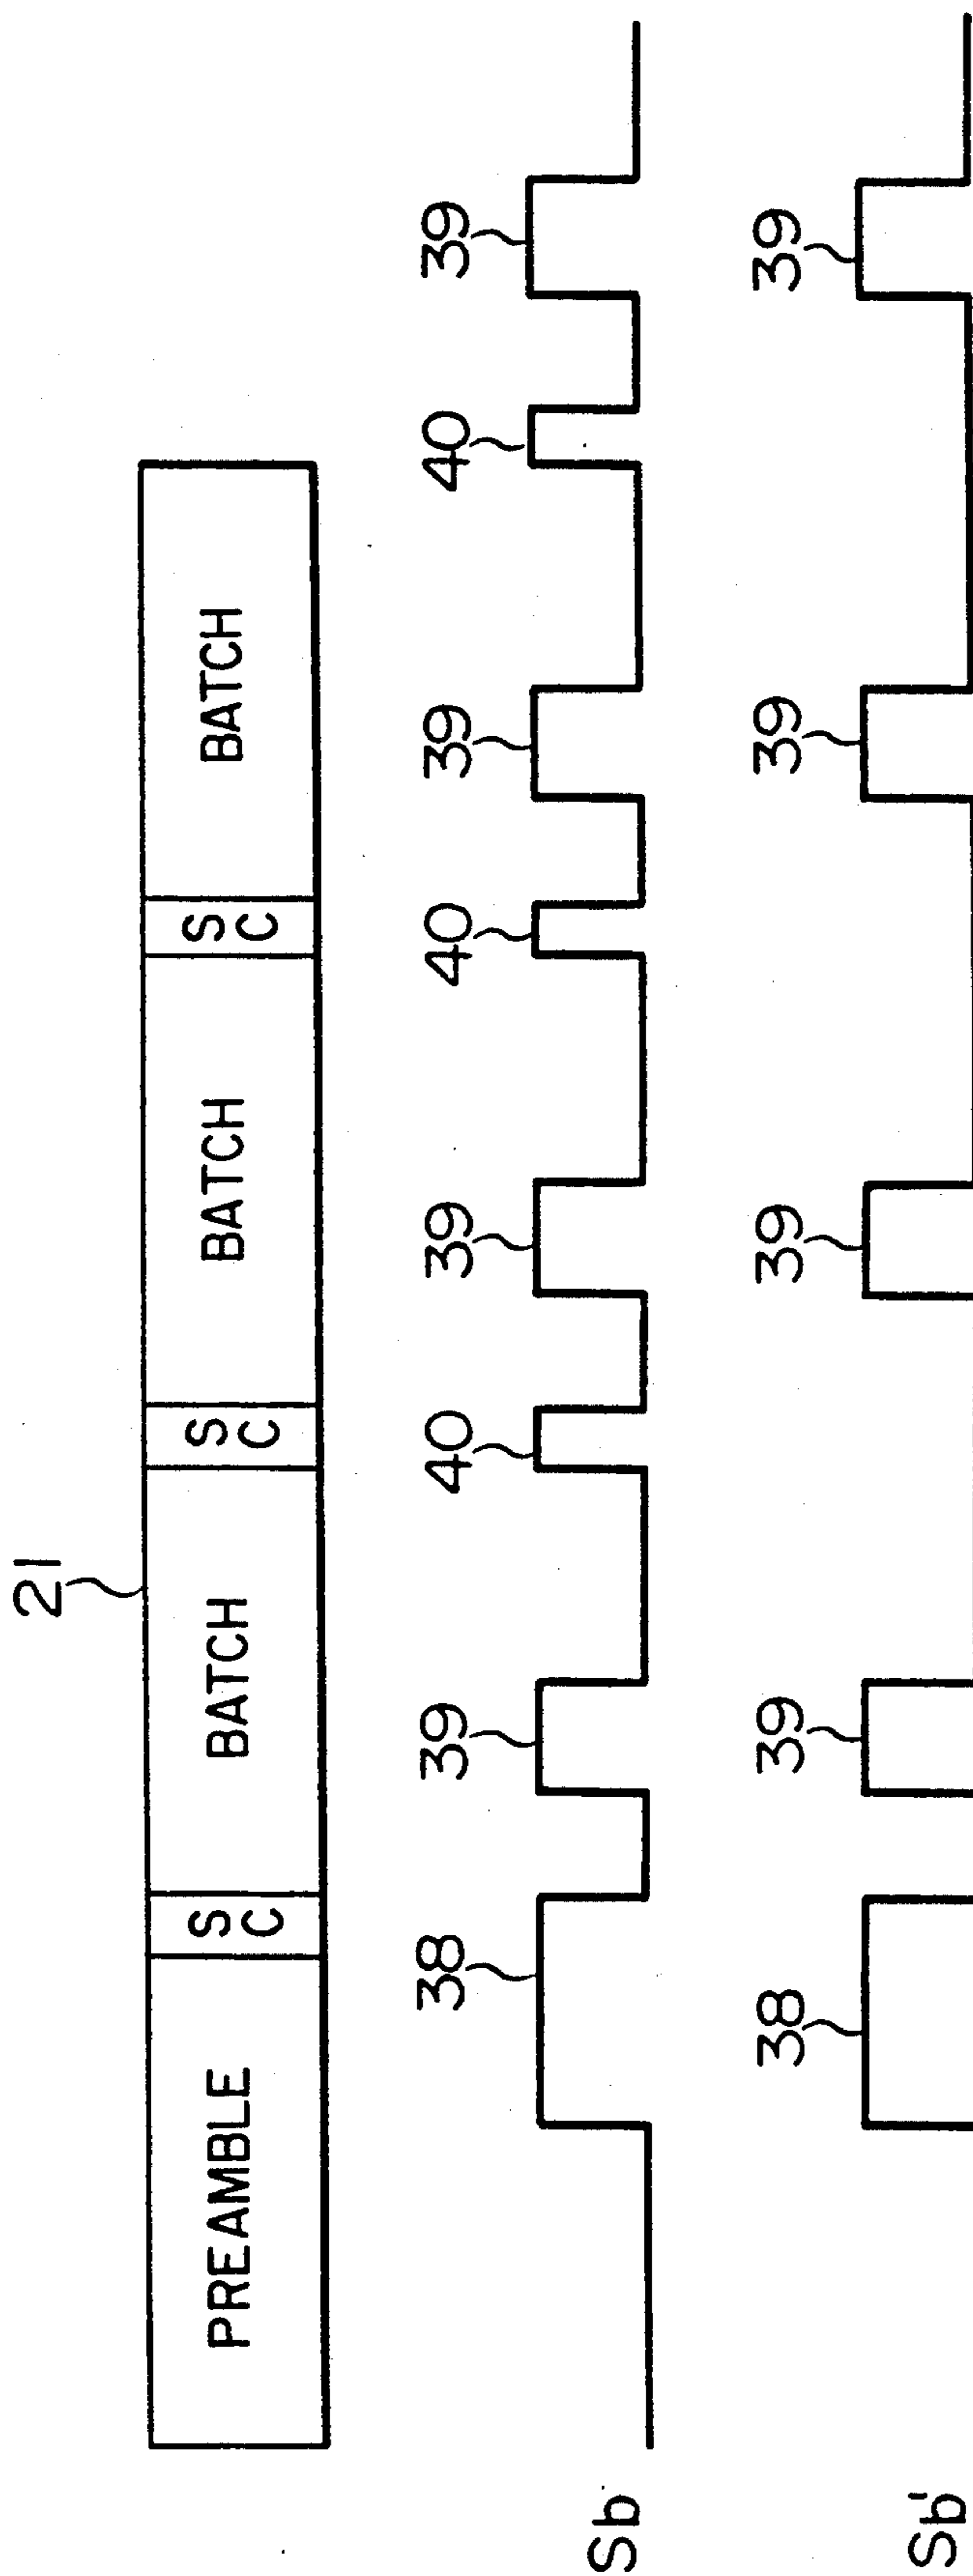 21
PREAMBLE SC BATCH SC BATCH SC BATCH
38 39 40 39 40 39 40 39
Sb
38 39 39 39 39
Sb'